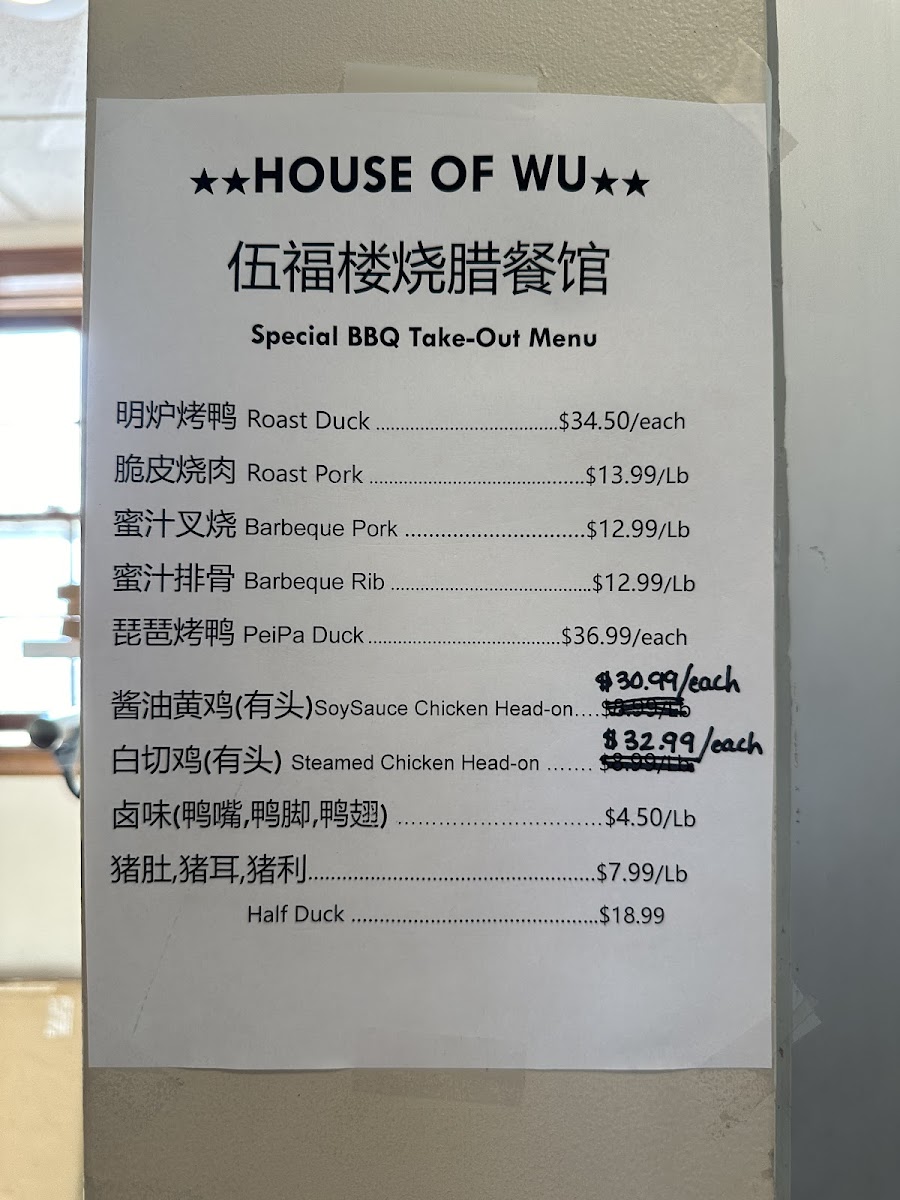 ★★HOUSE OF WU★★
伍福楼烧腊餐馆
Special BBQ Take-Out Menu
明炉烤鸭 Roast Duck ......................................$34.50/each
脆皮烧肉 Roast Pork .............................................$13.99/Lb
蜜汁叉烧 Barbeque Pork ................................$12.99/Lb
蜜汁排骨 Barbeque Rib ..........................................$12.99/Lb
琵琶烤鸭 PeiPa Duck........................................$36.99/each
$30.99/each
酱油黄鸡(有头)SoySauce Chicken Head-on....
$32.99/each
白切鸡(有头) Steamed Chicken Head-on ....... $8.99/Lb
卤味(鸭嘴,鸭脚,鸭翅) ................................$4.50/Lb
猪肚,猪耳,猪利................................................$7.99/Lb
Half Duck .........................................$18.99